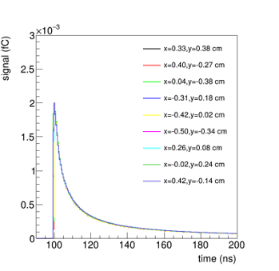 ×10⁻³
signal (fC)
3
2.5
2
1.5
1
0.5
0
x=0.33,y=0.38 cm
x=0.40,y=-0.27 cm
x=0.04,y=-0.38 cm
x=-0.31,y=0.18 cm
x=-0.42,y=0.02 cm
x=-0.50,y=-0.34 cm
x=0.26,y=0.08 cm
x=-0.02,y=0.24 cm
x=0.42,y=-0.14 cm
100 120 140 160 180 200
time (ns)